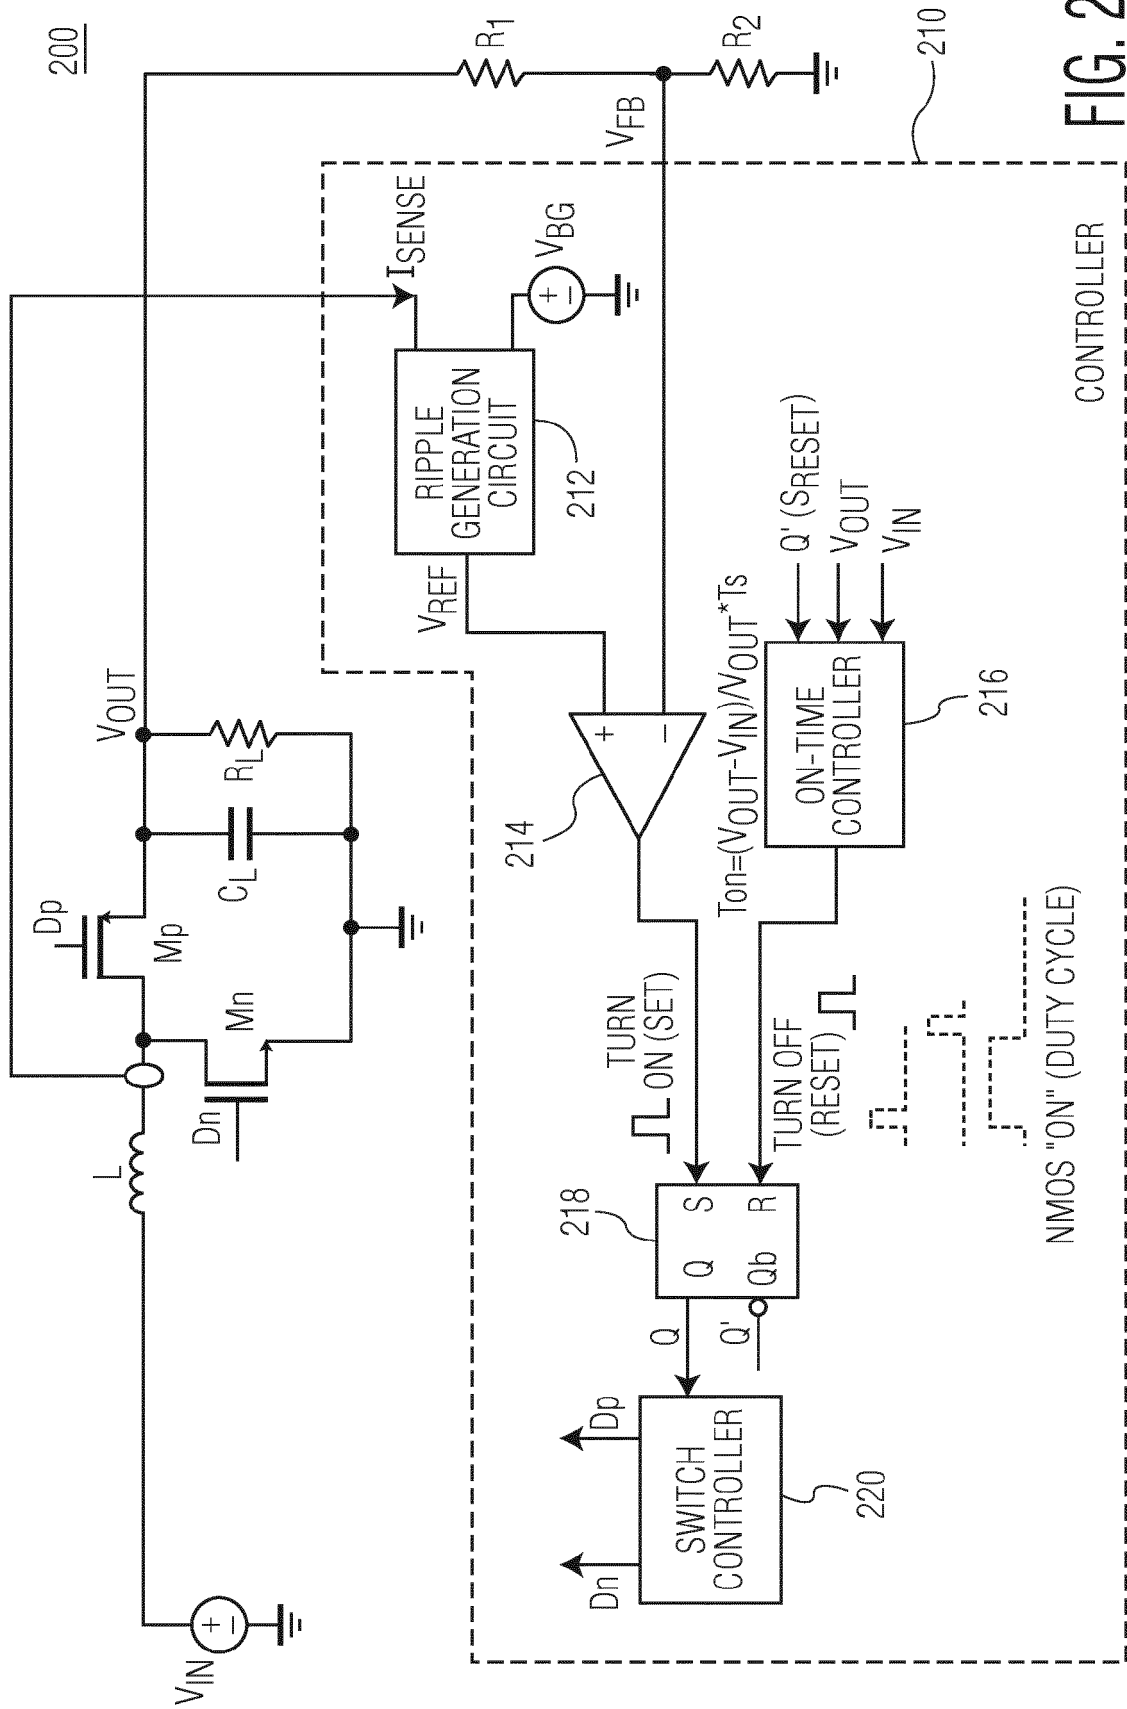 200
VIN
L
Dn
Mn
Dp
Mp
CL
RL
VOUT
R1
R2
VFB
ISENSE
VBG
RIPPLE
GENERATION
CIRCUIT
212
VREF
214
+
−
Ton=(VOUT-VIN)/VOUT*Ts
Q' (SRESET)
VOUT
VIN
ON-TIME
CONTROLLER
216
TURN
ON (SET)
TURN OFF
(RESET)
218
S
R
Q
Qb
Q
Q'
Dn
Dp
SWITCH
CONTROLLER
220
NMOS "ON" (DUTY CYCLE)
CONTROLLER
210
FIG. 2